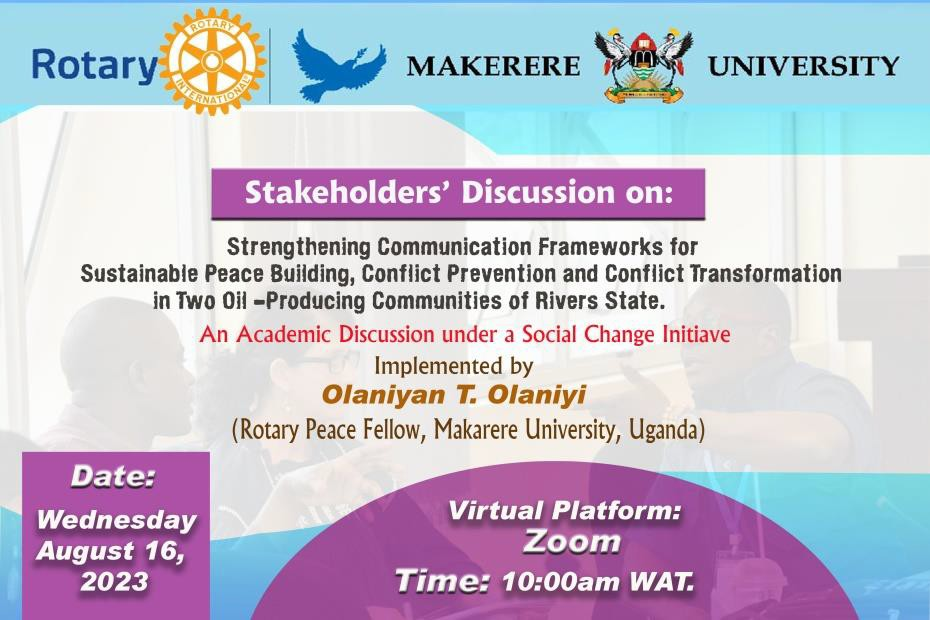 Rotary
ROTARY
INTERNATIONAL
MAKERERE UNIVERSITY
Stakeholders' Discussion on:
Strengthening Communication Frameworks for
Sustainable Peace Building, Conflict Prevention and Conflict Transformation
in Two Oil –Producing Communities of Rivers State.
An Academic Discussion under a Social Change Initiave
Implemented by
Olaniyan T. Olaniyi
(Rotary Peace Fellow, Makarere University, Uganda)
Date:
Wednesday
August 16,
2023
Virtual Platform:
Zoom
Time: 10:00am WAT.